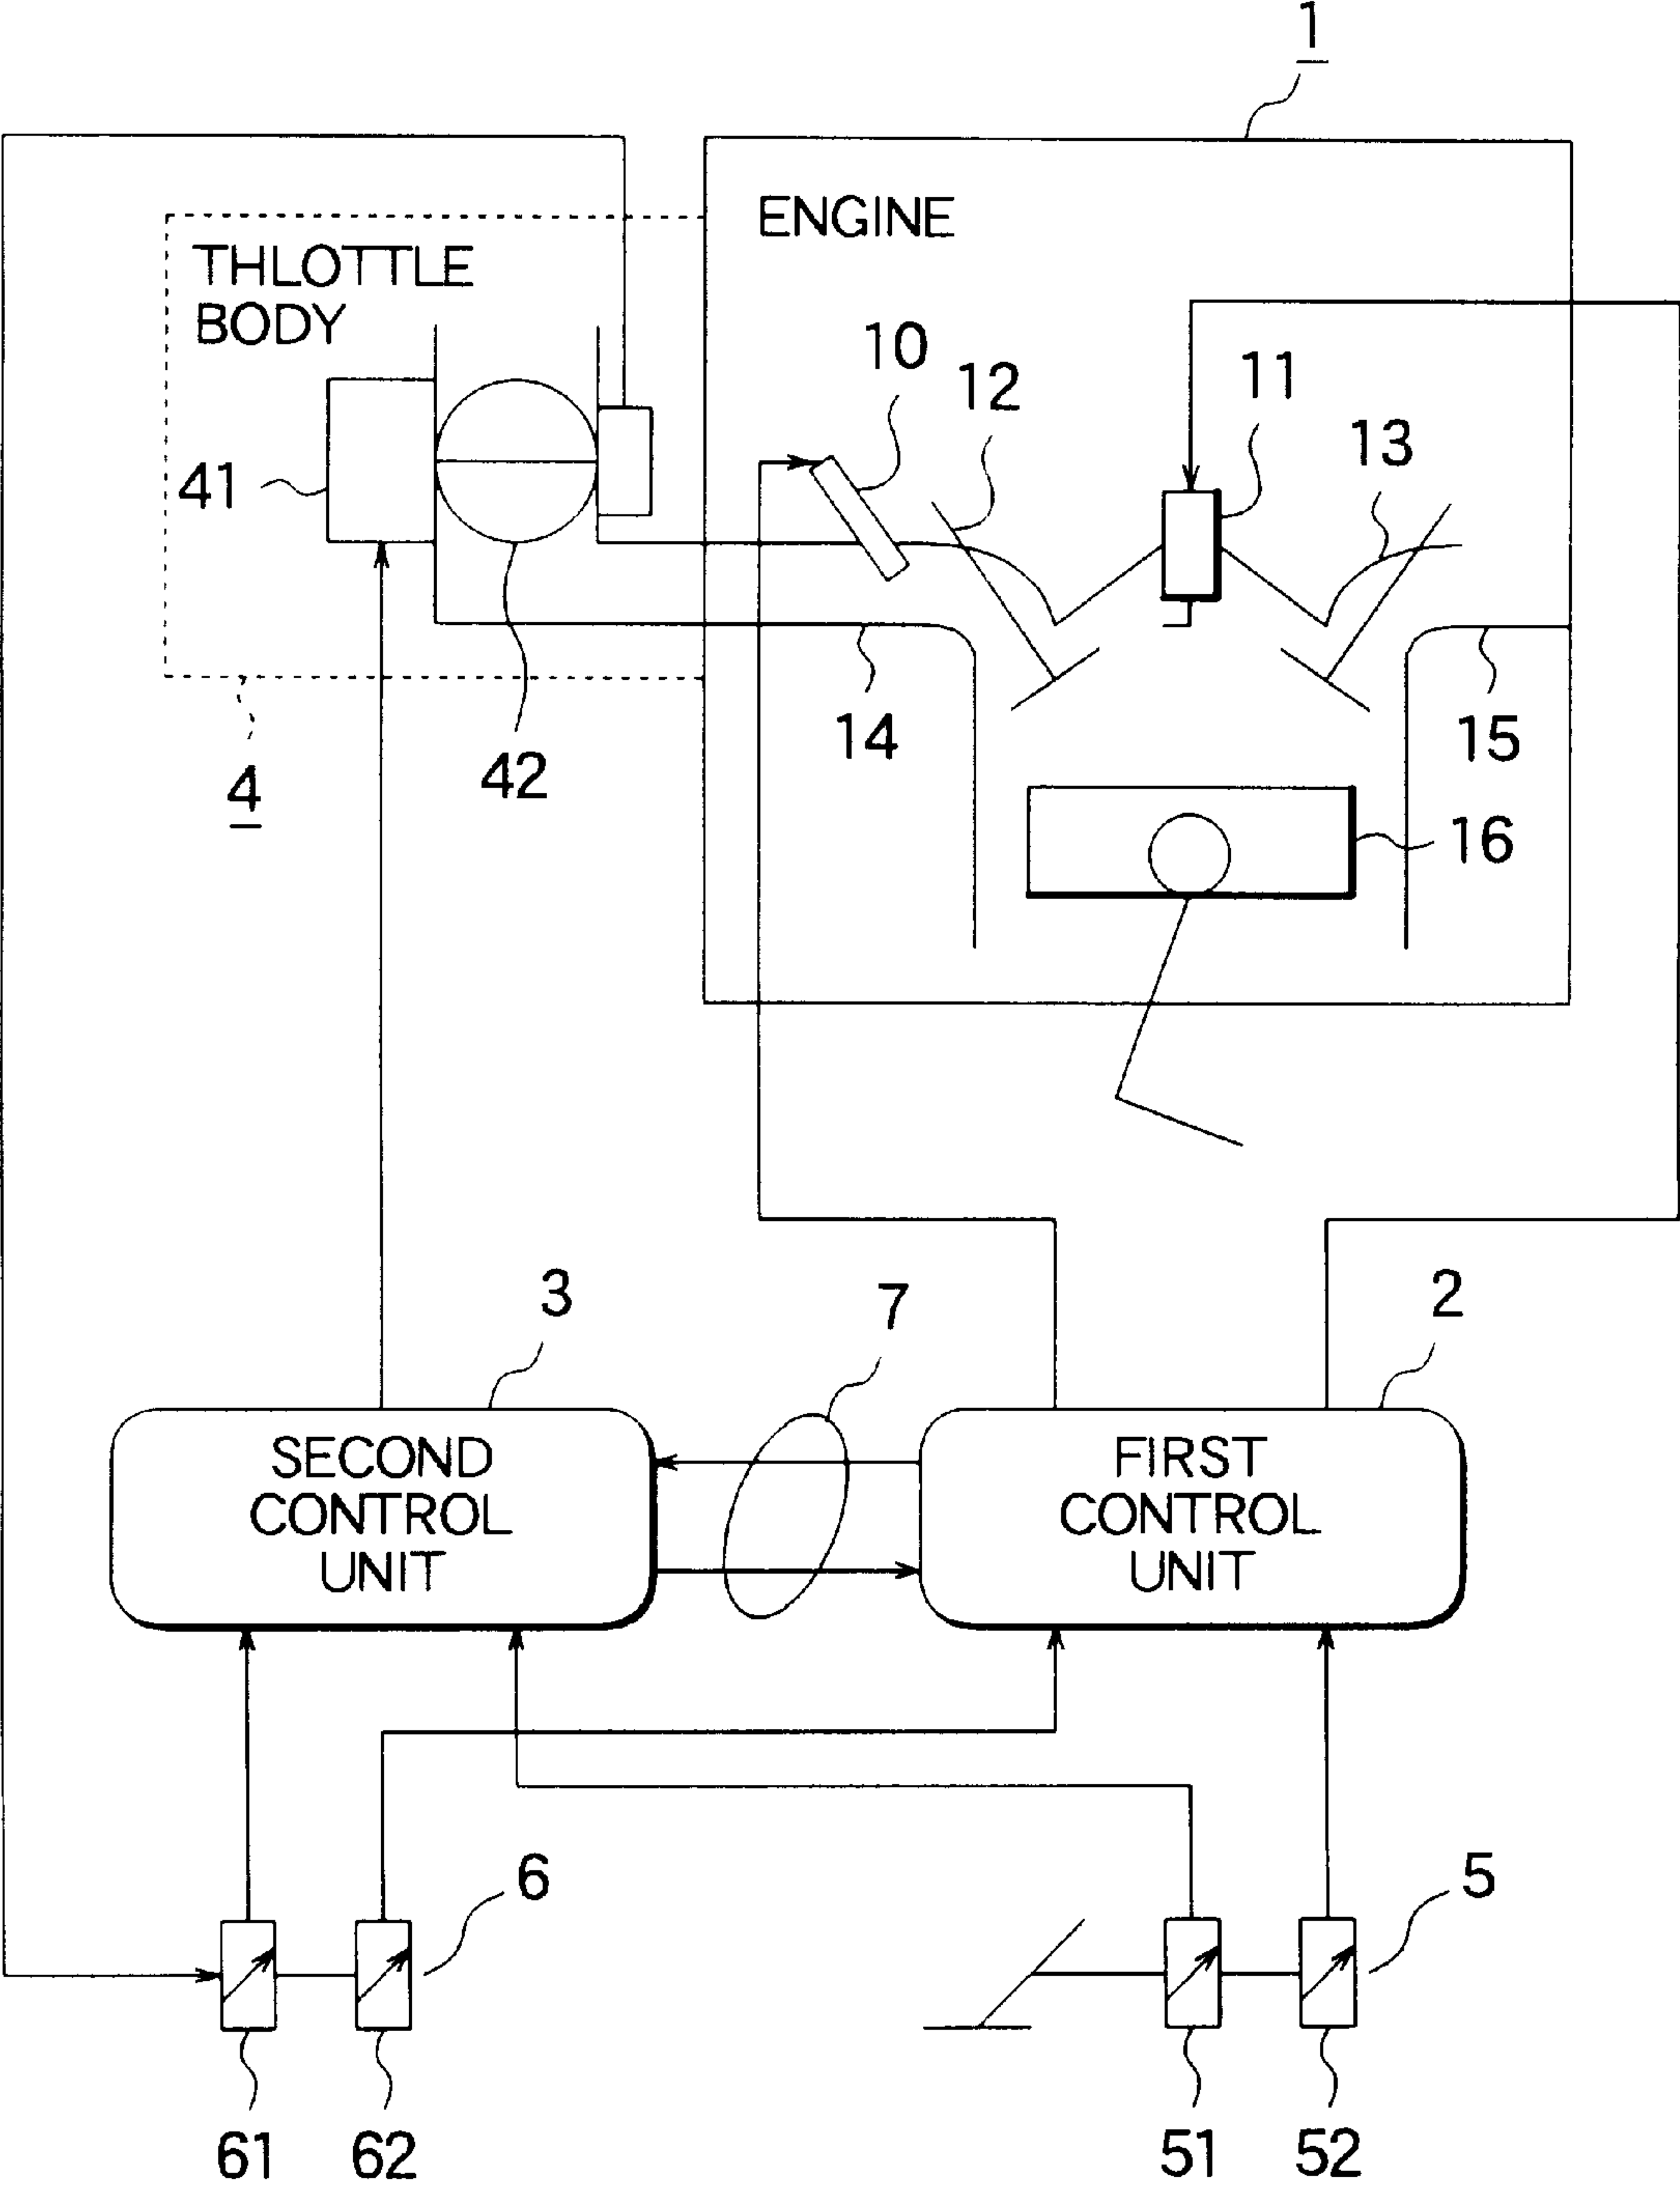 1
ENGINE
THLOTTLE
BODY
10
12
11
13
41
14
15
42
4
16
3
7
2
SECOND
CONTROL
UNIT
FIRST
CONTROL
UNIT
6
5
61
62
51
52